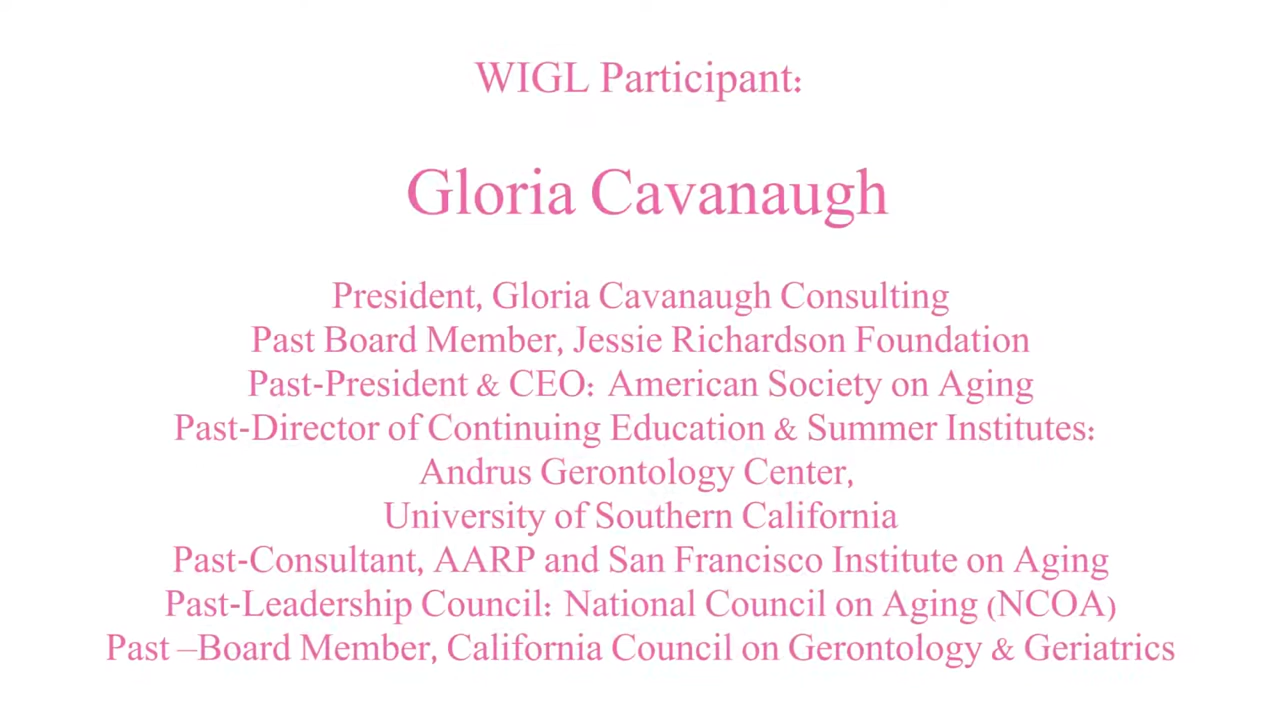 WIGL Participant:
Gloria Cavanaugh
President, Gloria Cavanaugh Consulting
Past Board Member, Jessie Richardson Foundation
Past-President & CEO: American Society on Aging
Past-Director of Continuing Education & Summer Institutes:
Andrus Gerontology Center,
University of Southern California
Past-Consultant, AARP and San Francisco Institute on Aging
Past-Leadership Council: National Council on Aging (NCOA)
Past –Board Member, California Council on Gerontology & Geriatrics